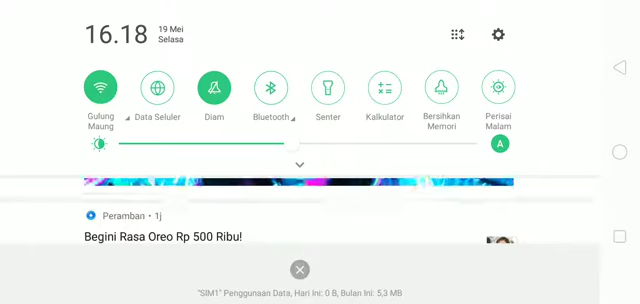 16.18
19 Mei
Selasa
Gulung
Maung
Data Seluler
Diam
Bluetooth
Senter
Kalkulator
Bersihkan
Memori
Perisai
Malam
A
Peramban • 1j
Begini Rasa Oreo Rp 500 Ribu!
"SIM1" Penggunaan Data, Hari Ini: 0 B, Bulan Ini: 5,3 MB